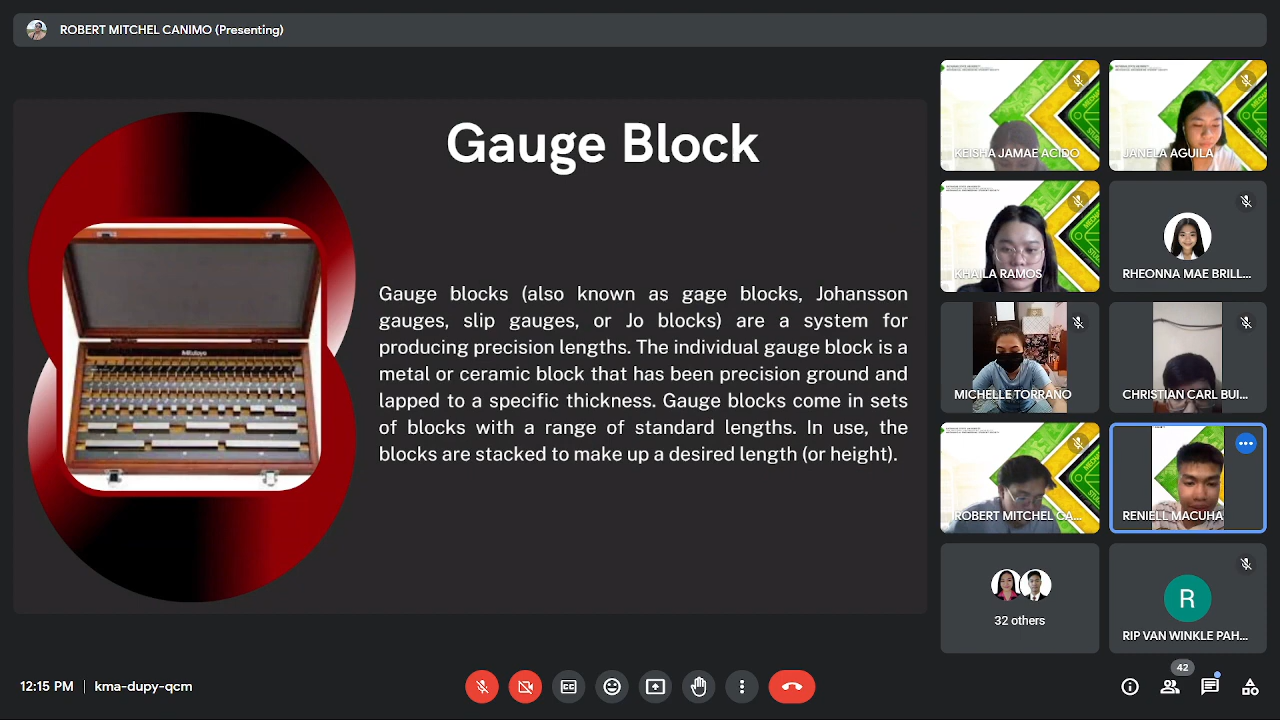 ROBERT MITCHEL CANIMO (Presenting)
Gauge Block
Mitutoyo
Gauge blocks (also known as gage blocks, Johansson
gauges, slip gauges, or Jo blocks) are a system for
producing precision lengths. The individual gauge block is a
metal or ceramic block that has been precision ground and
lapped to a specific thickness. Gauge blocks come in sets
of blocks with a range of standard lengths. In use, the
blocks are stacked to make up a desired length (or height).
KEISHA JAMAE ACIDO
JANELA AGUILA
KHAILA RAMOS
RHEONNA MAE BRILL...
MICHELLE TORRANO
CHRISTIAN CARL BUI...
ROBERT MITCHEL CA...
RENIELL MACUHA
32 others
R
RIP VAN WINKLE PAH...
12:15 PM | kma-dupy-qcm
42